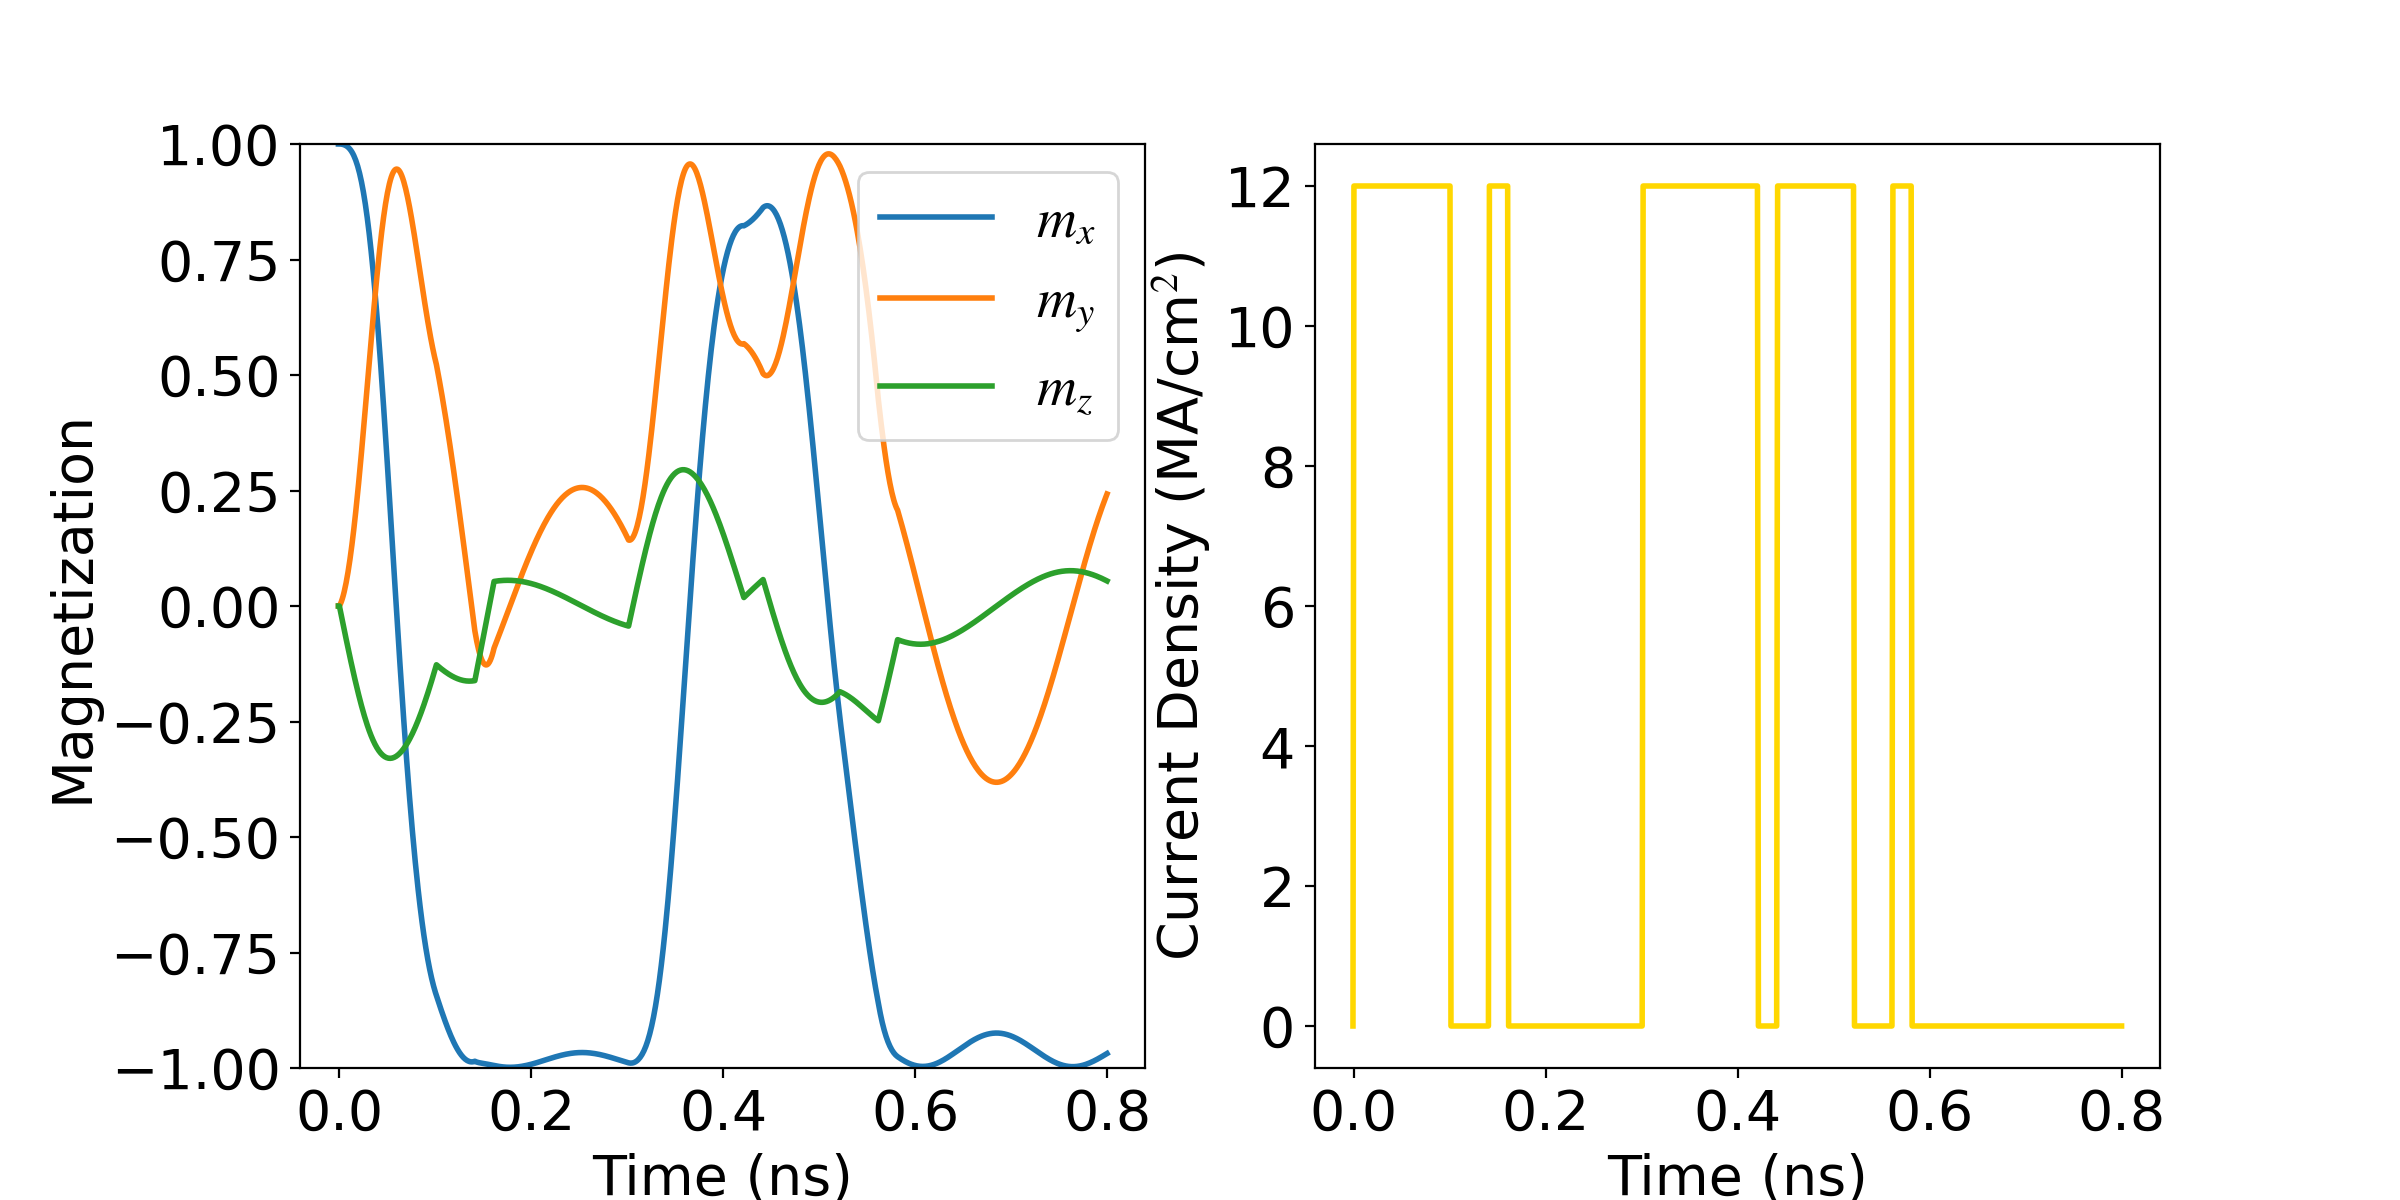 Magnetization
1.00
0.75
0.50
0.25
0.00
−0.25
−0.50
−0.75
−1.00
0.0 0.2 0.4 0.6 0.8
Time (ns)
m_x
m_y
m_z
Current Density (MA/cm²)
12
10
8
6
4
2
0
0.0 0.2 0.4 0.6 0.8
Time (ns)